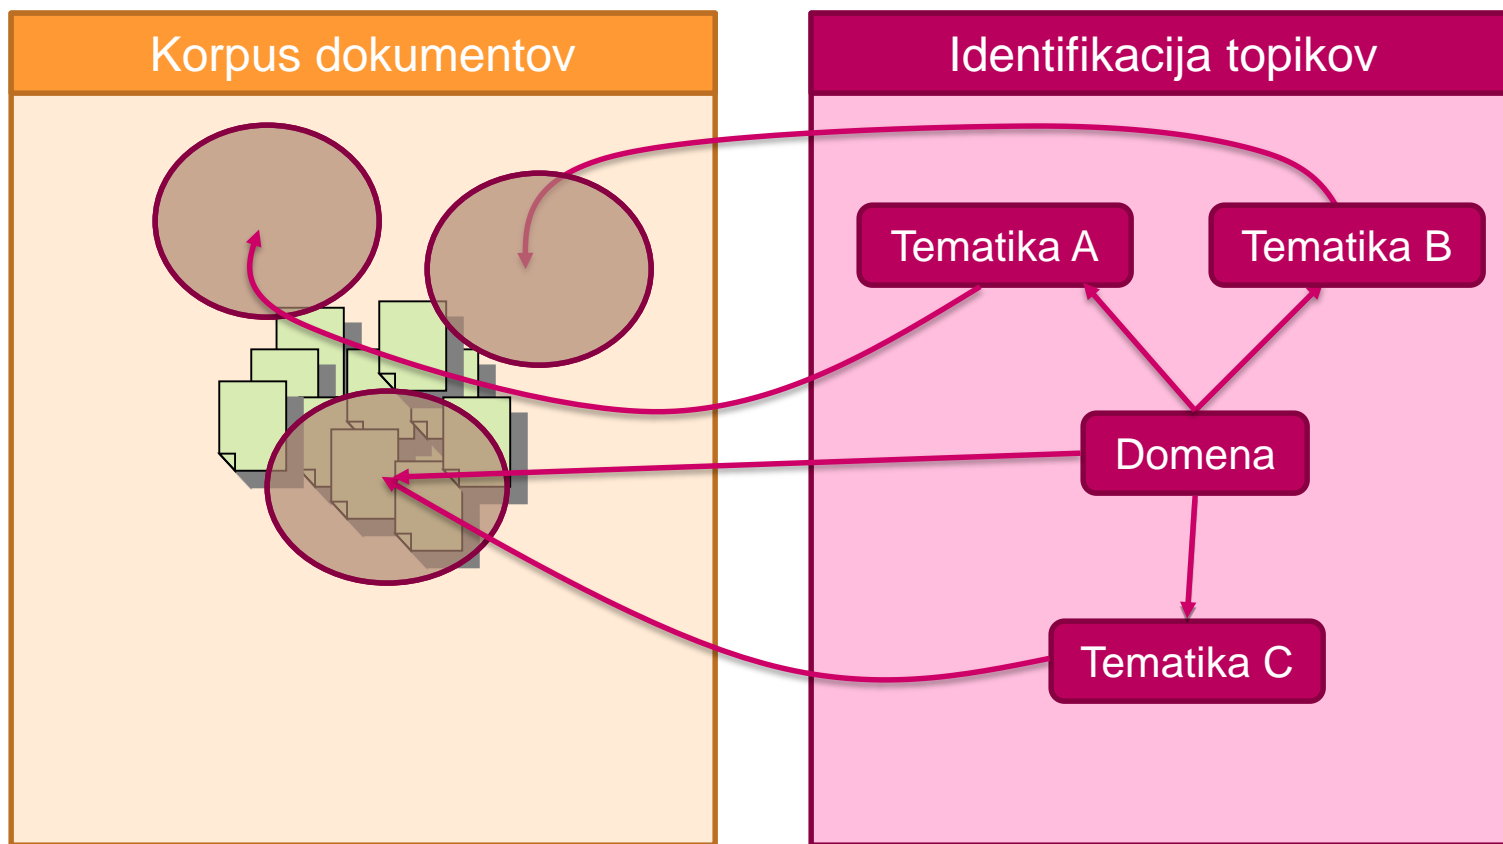 Korpus dokumentov
Identifikacija topikov
Tematika A
Tematika B
Domena
Tematika C